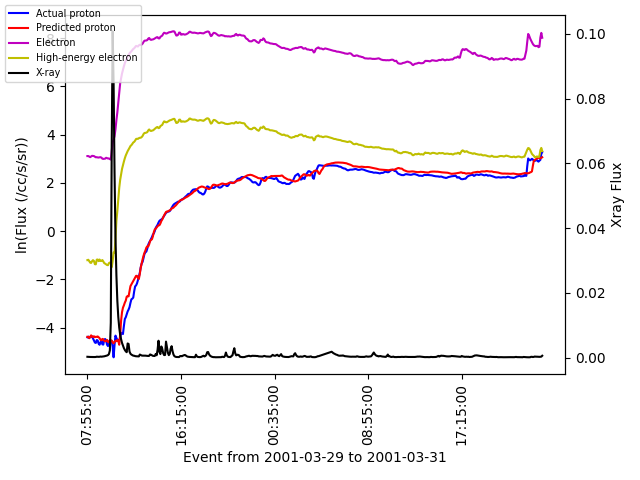 Actual proton
Predicted proton
Electron
High-energy electron
X-ray
8
6
4
2
0
−2
−4
ln(Flux (/cc/s/sr))
0.10
0.08
0.06
0.04
0.02
0.00
Xray Flux
07:55:00
16:15:00
00:35:00
08:55:00
17:15:00
Event from 2001-03-29 to 2001-03-31